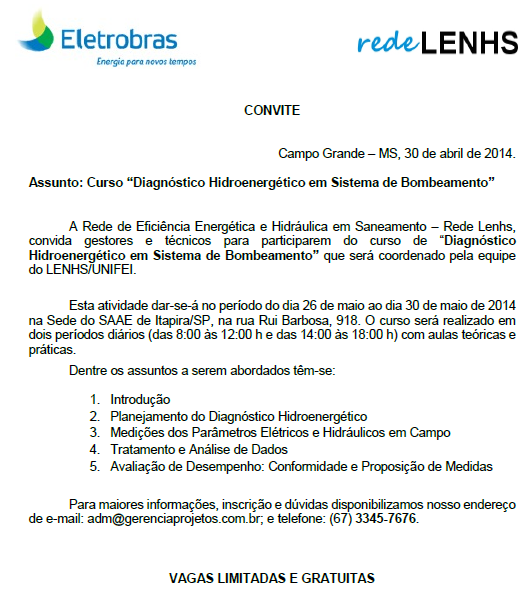 Eletrobras
Energia para novos tempos
redeLENHS
CONVITE
Campo Grande – MS, 30 de abril de 2014.
Assunto: Curso “Diagnóstico Hidroenergético em Sistema de Bombeamento”
A Rede de Eficiência Energética e Hidráulica em Saneamento – Rede Lenhs,
convida gestores e técnicos para participarem do curso de “Diagnóstico
Hidroenergético em Sistema de Bombeamento” que será coordenado pela equipe
do LENHS/UNIFEI.
Esta atividade dar-se-á no período do dia 26 de maio ao dia 30 de maio de 2014
na Sede do SAAE de Itapira/SP, na rua Rui Barbosa, 918. O curso será realizado em
dois períodos diários (das 8:00 às 12:00 h e das 14:00 às 18:00 h) com aulas teóricas e
práticas.
Dentre os assuntos a serem abordados têm-se:
1. Introdução
2. Planejamento do Diagnóstico Hidroenergético
3. Medições dos Parâmetros Elétricos e Hidráulicos em Campo
4. Tratamento e Análise de Dados
5. Avaliação de Desempenho: Conformidade e Proposição de Medidas
Para maiores informações, inscrição e dúvidas disponibilizamos nosso endereço
de e-mail: adm@gerenciaprojetos.com.br; e telefone: (67) 3345-7676.
VAGAS LIMITADAS E GRATUITAS